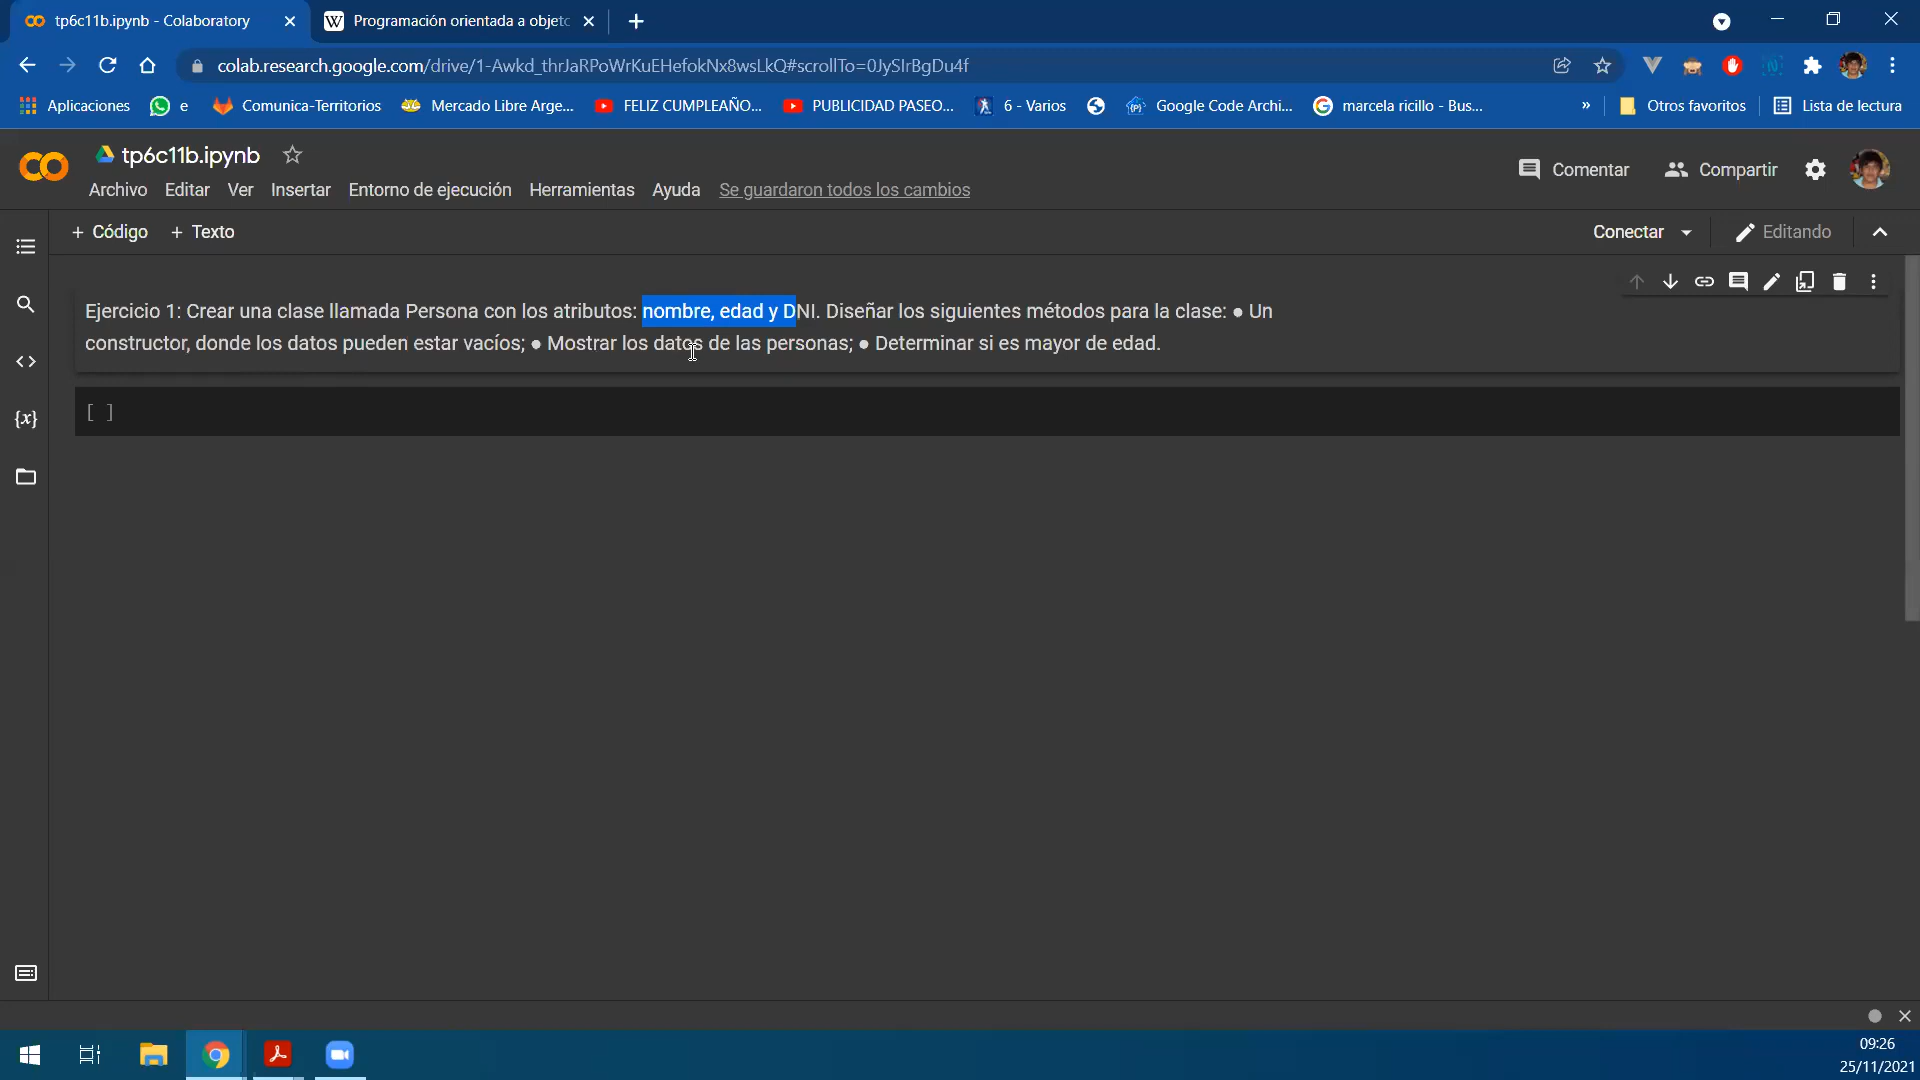 tp6c11b.ipynb - Colaboratory
Programación orientada a objeto
colab.research.google.com/drive/1-Awkd_thrJaRPoWrKuEHefokNx8wsLkQ#scrollTo=0JySIrBgDu4f
Aplicaciones e Comunica-Territorios Mercado Libre Arge... FELIZ CUMPLEAÑO... PUBLICIDAD PASEO... 6 - Varios Google Code Archi... marcela ricillo - Bus... » Otros favoritos Lista de lectura
tp6c11b.ipynb
Comentar Compartir
Archivo Editar Ver Insertar Entorno de ejecución Herramientas Ayuda Se guardaron todos los cambios
+ Código + Texto Conectar Editando
Ejercicio 1: Crear una clase llamada Persona con los atributos: nombre, edad y DNI. Diseñar los siguientes métodos para la clase: ● Un
constructor, donde los datos pueden estar vacíos; ● Mostrar los datos de las personas; ● Determinar si es mayor de edad.
[ ]
{x}
09:26
25/11/2021